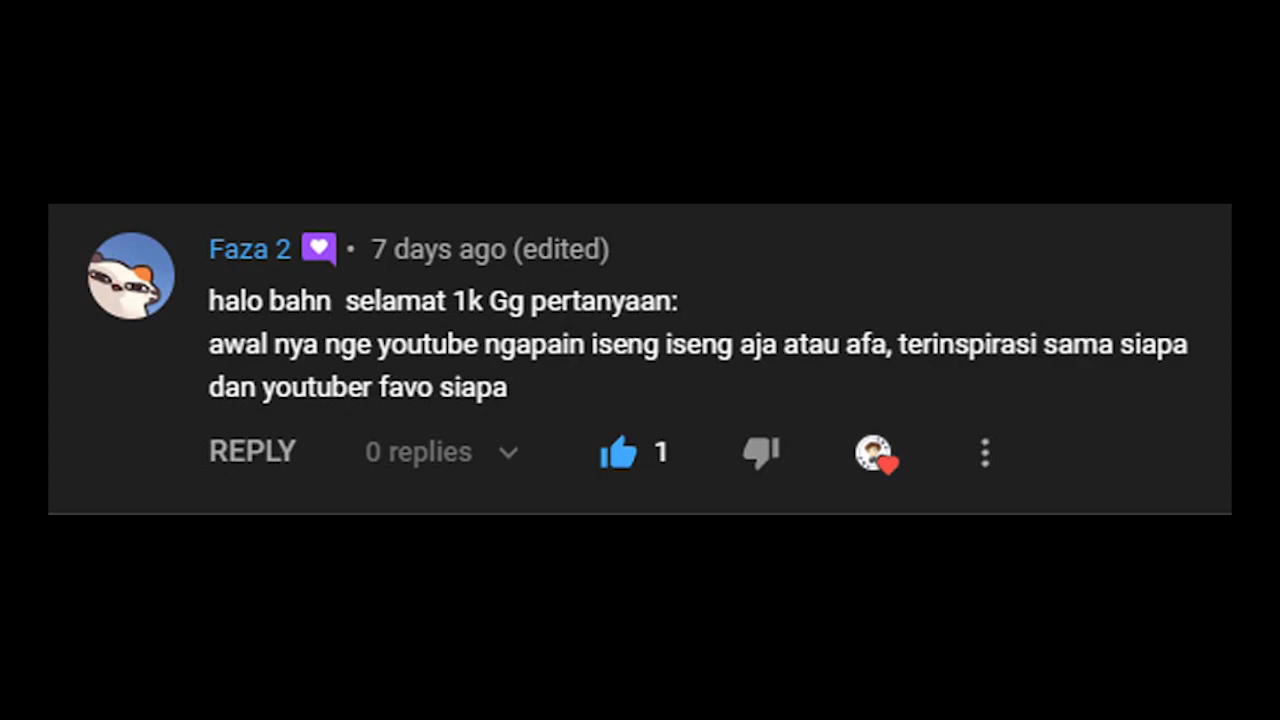 Faza 2 • 7 days ago (edited)
halo bahn  selamat 1k Gg pertanyaan:
awal nya nge youtube ngapain iseng iseng aja atau afa, terinspirasi sama siapa
dan youtuber favo siapa
REPLY 0 replies 1